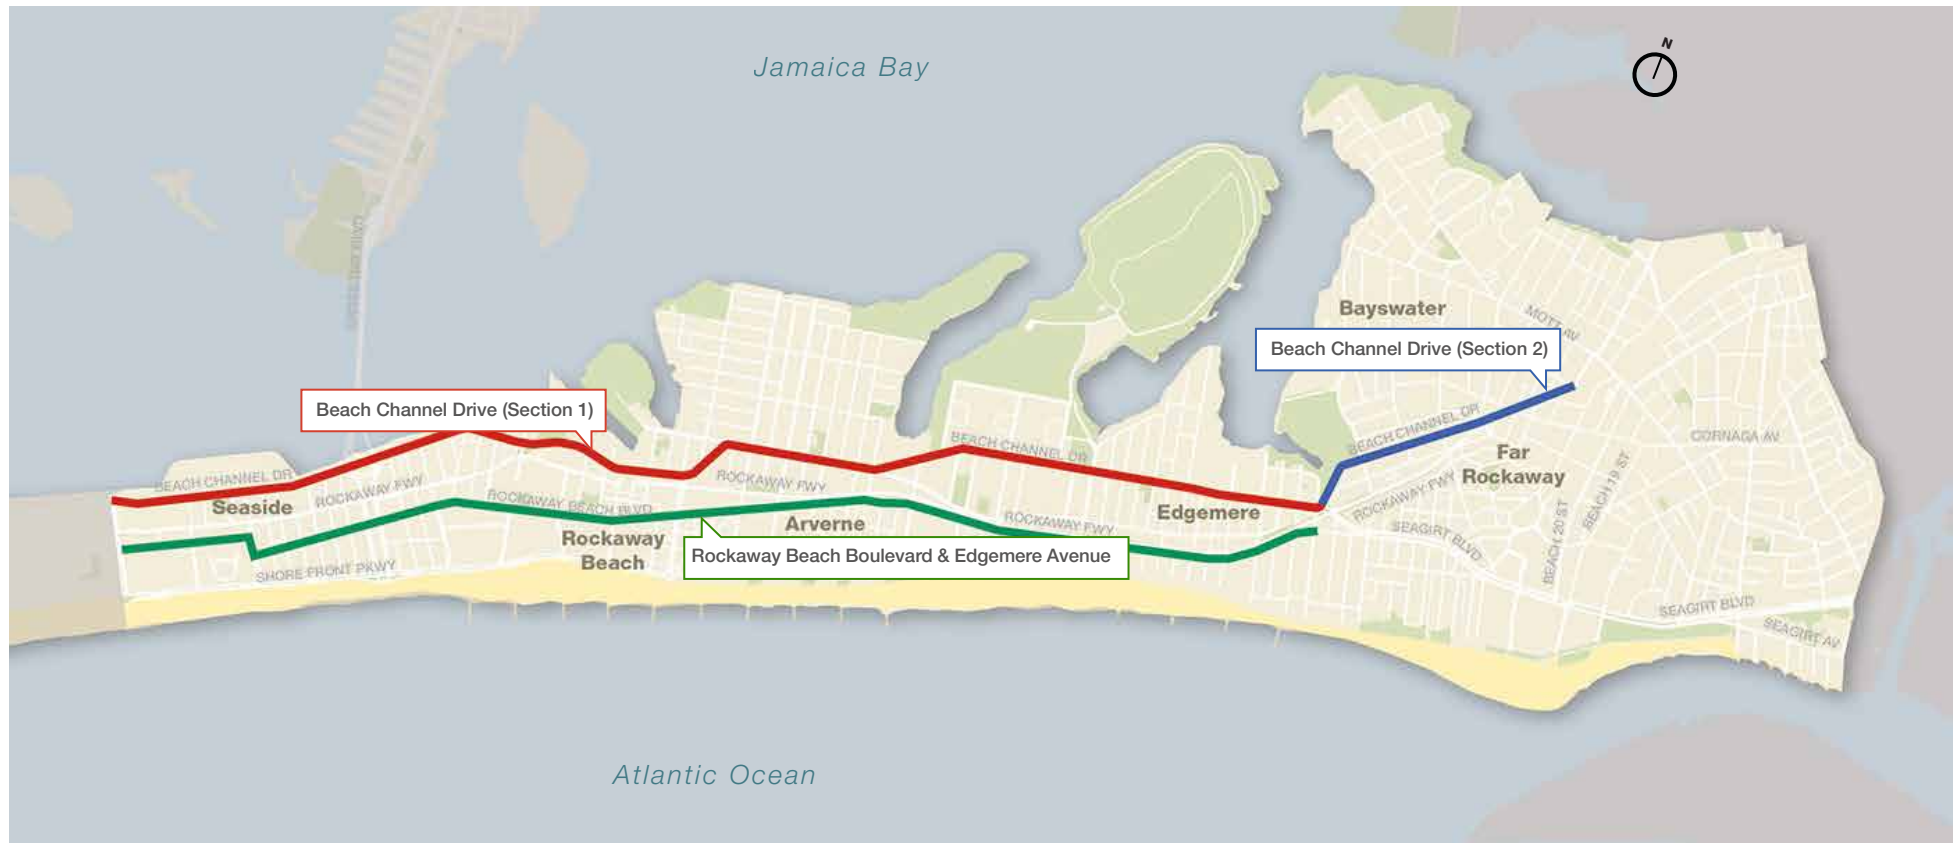 N
Jamaica Bay
Bayswater
MOTT AV
Beach Channel Drive (Section 2)
Beach Channel Drive (Section 1)
BEACH CHANNEL DR
CORNAGA AV
BEACH CHANNEL DR
Far
Rockaway
BEACH CHANNEL DR
ROCKAWAY FWY
ROCKAWAY FWY
ROCKAWAY FWY
BEACH 19 ST
Seaside
ROCKAWAY BEACH BLVD
Arverne
Edgemere
ROCKAWAY FWY
SEAGIRT BLVD
BEACH 20 ST
Rockaway
Beach
Rockaway Beach Boulevard & Edgemere Avenue
SHORE FRONT PKWY
SEAGIRT BLVD
SEAGIRT AV
Atlantic Ocean